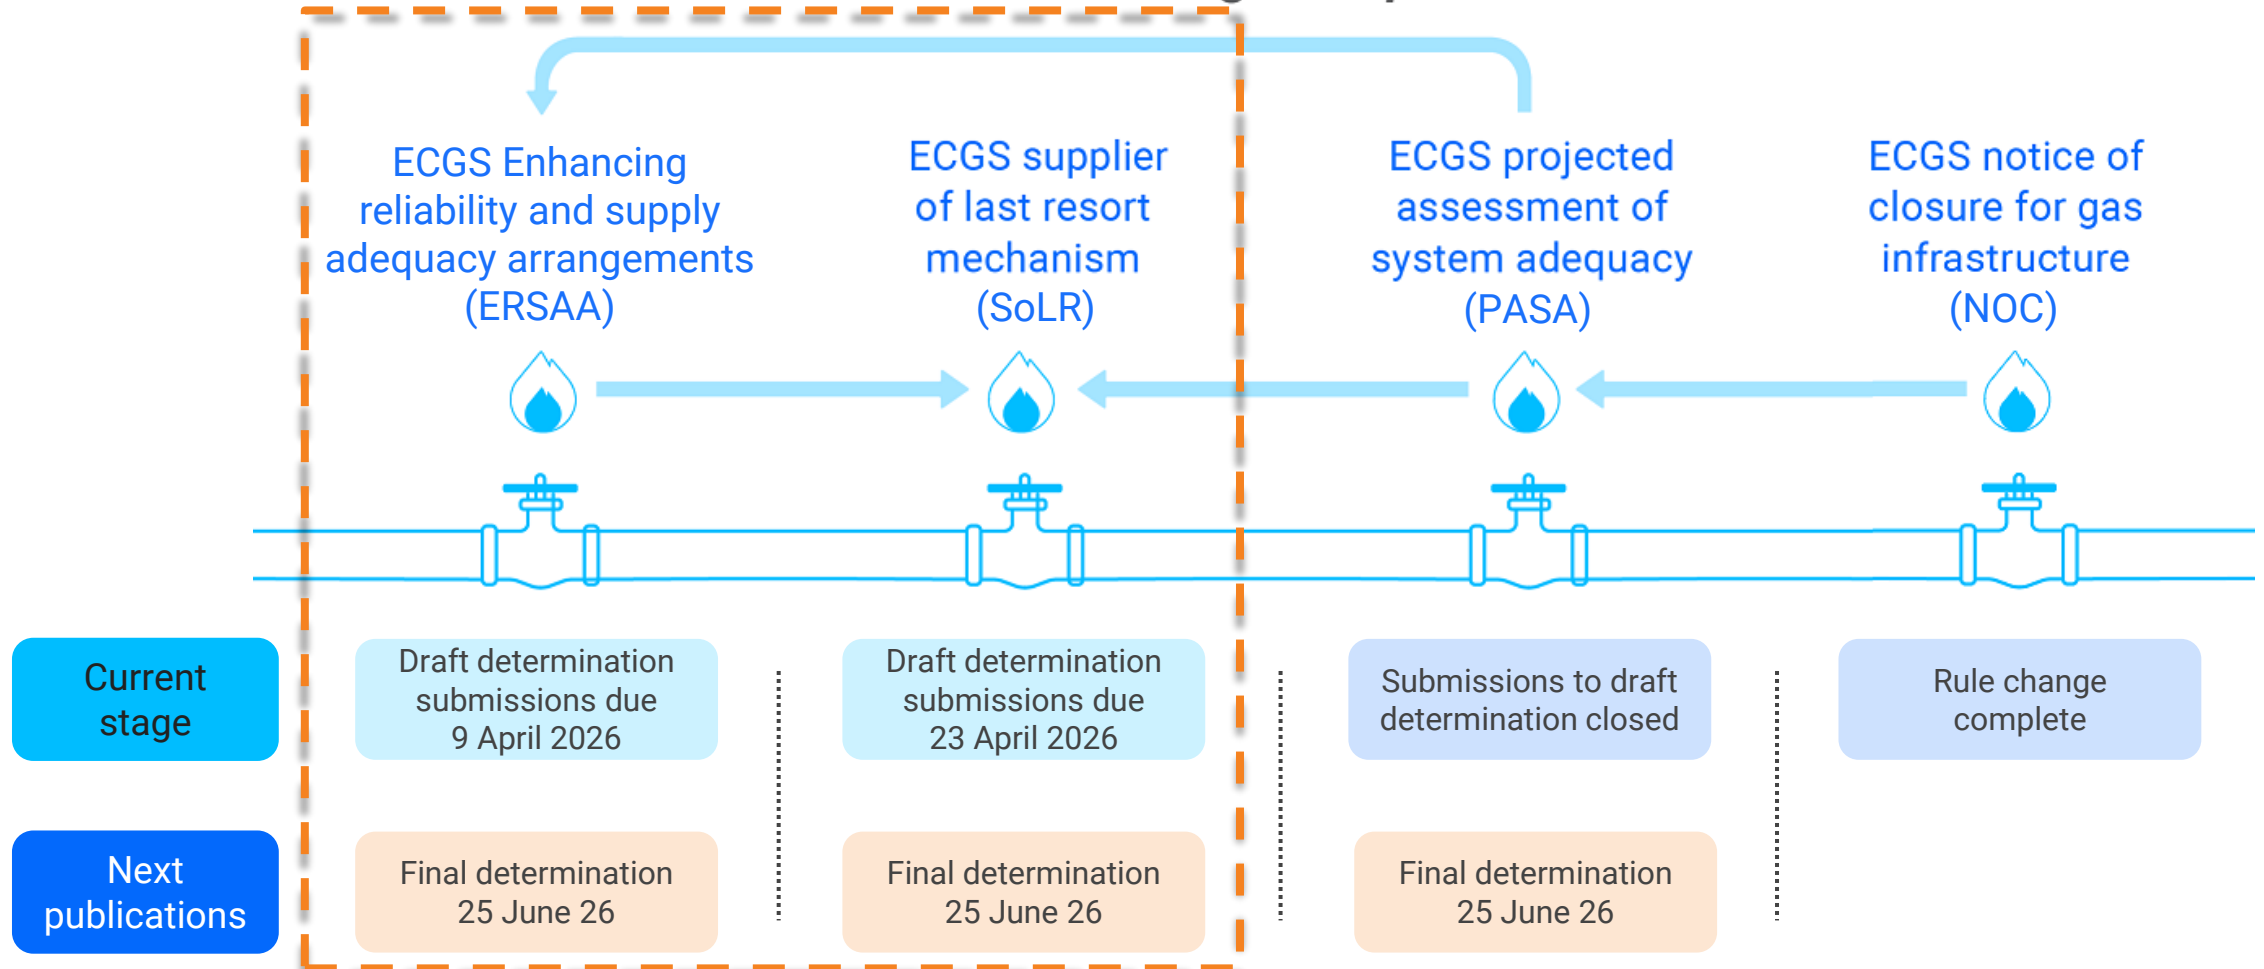 ECGS Enhancing
reliability and supply
adequacy arrangements
(ERSAA)
ECGS supplier
of last resort
mechanism
(SoLR)
ECGS projected
assessment of
system adequacy
(PASA)
ECGS notice of
closure for gas
infrastructure
(NOC)
Current
stage
Draft determination
submissions due
9 April 2026
Draft determination
submissions due
23 April 2026
Submissions to draft
determination closed
Rule change
complete
Next
publications
Final determination
25 June 26
Final determination
25 June 26
Final determination
25 June 26